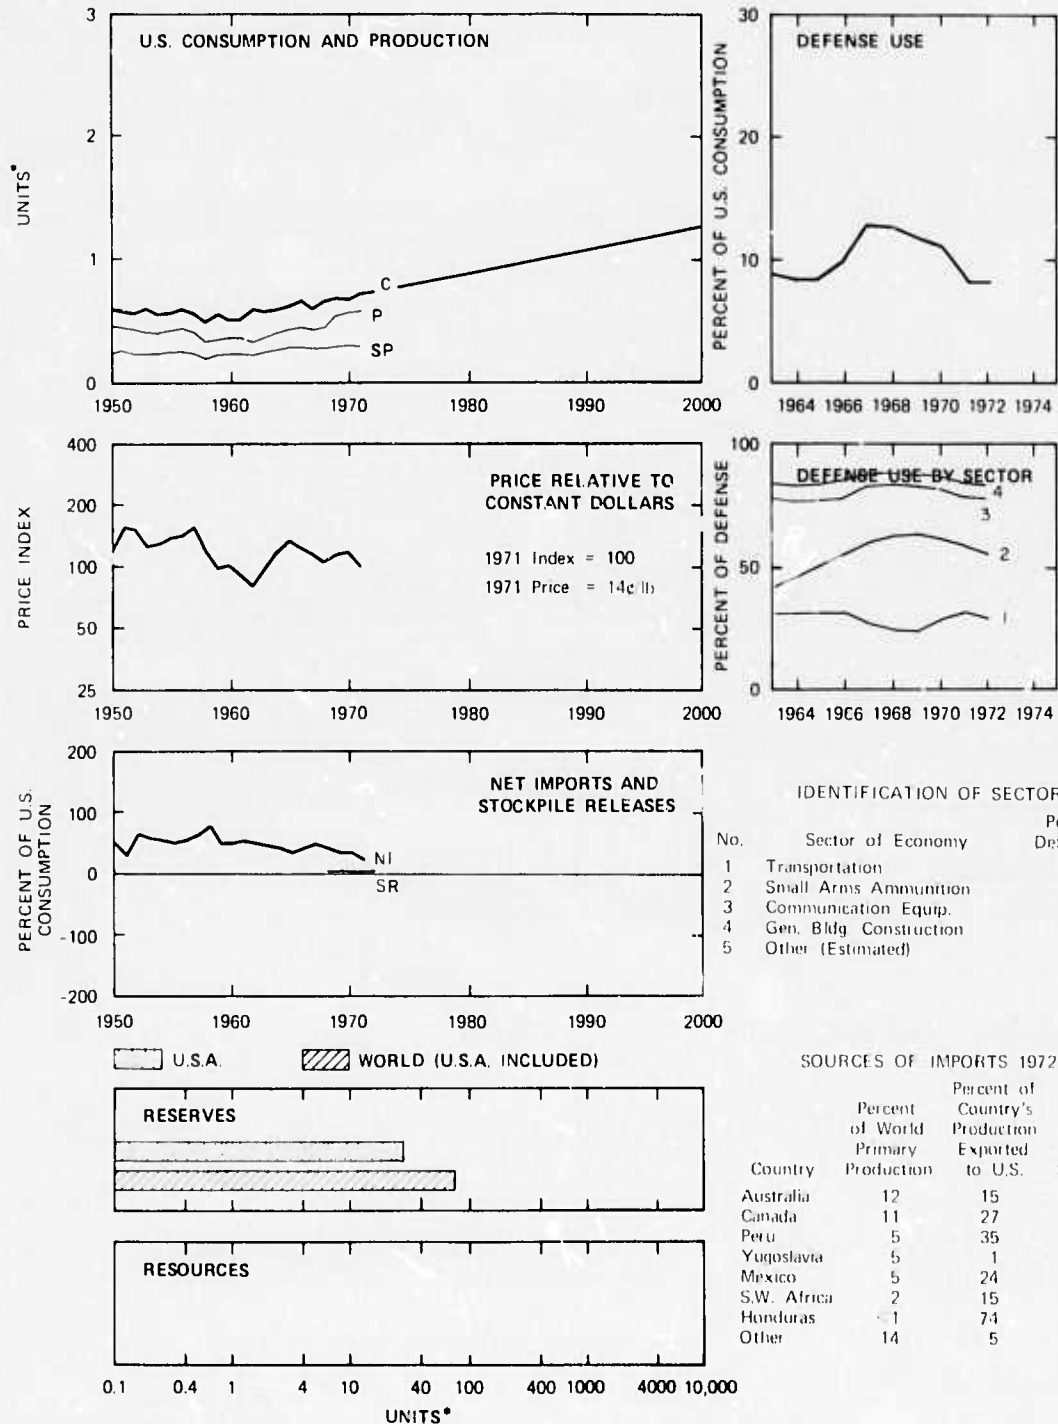 U.S. CONSUMPTION AND PRODUCTION
UNITS*
3
2
1
0
C
P
SP
1950 1960 1970 1980 1990 2000
DEFENSE USE
PERCENT OF U.S. CONSUMPTION
30
20
10
0
1964 1966 1968 1970 1972 1974
PRICE RELATIVE TO
CONSTANT DOLLARS
1971 Index = 100
1971 Price = 14¢/lb
PRICE INDEX
400
200
100
50
25
1950 1960 1970 1980 1990 2000
DEFENSE USE BY SECTOR
PERCENT OF DEFENSE
100
50
0
4
3
2
1
1964 1966 1968 1970 1972 1974
NET IMPORTS AND
STOCKPILE RELEASES
PERCENT OF U.S.
CONSUMPTION
200
100
0
-100
-200
NI
SR
1950 1960 1970 1980 1990 2000
IDENTIFICATION OF SECTOR
No. Sector of Economy
1 Transportation
2 Small Arms Ammunition
3 Communication Equip.
4 Gen. Bldg. Construction
5 Other (Estimated)
U.S.A. WORLD (U.S.A. INCLUDED)
RESERVES
RESOURCES
0.1 0.4 1 4 10 40 100 400 1000 4000 10,000
UNITS*
SOURCES OF IMPORTS 1972
Percent of
Percent Country's
of World Production
Primary Exported
Country Production to U.S.
Australia 12 15
Canada 11 27
Peru 5 35
Yugoslavia 5 1
Mexico 5 24
S.W. Africa 2 15
Honduras 1 74
Other 14 5